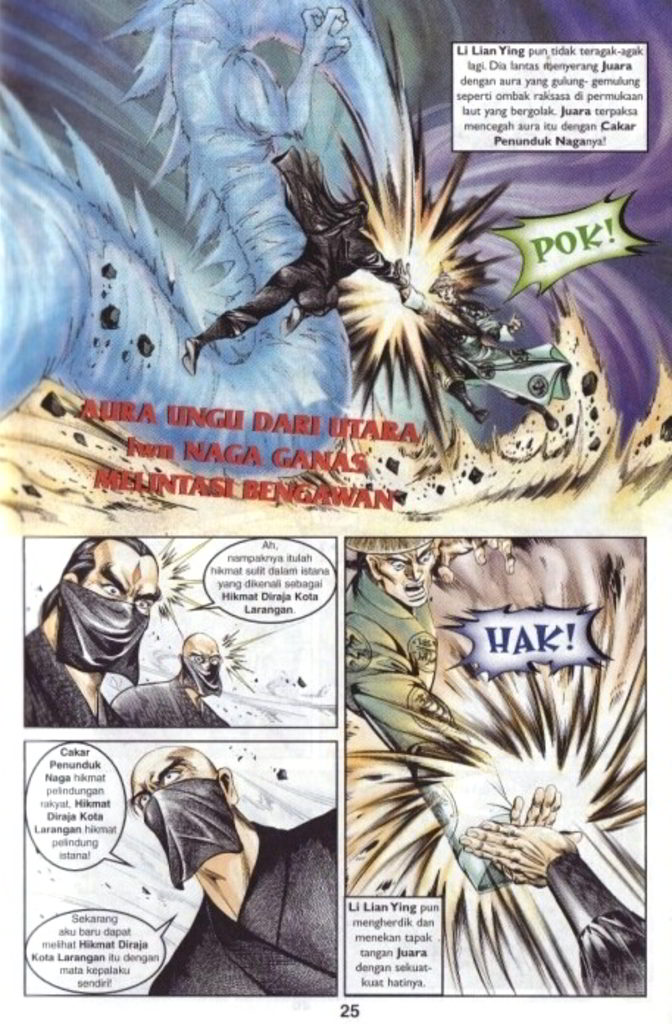 Li Lian Ying pun tidak teragak-agak
lagi. Dia lantas menyerang Juara
dengan aura yang gulung- gemulung
seperti ombak raksasa di permukaan
laut yang bergolak. Juara terpaksa
mencegah aura itu dengan Cakar
Penunduk Naganya!
POK!
AURA UNGU DARI UTARA
lwn NAGA GANAS
MELINTASI BENGAWAN
Ah,
nampaknya itulah
hikmat sulit dalam istana
yang dikenali sebagai
Hikmat Diraja Kota
Larangan.
HAK!
Cakar
Penunduk
Naga hikmat
pelindungan
rakyat, Hikmat
Diraja Kota
Larangan hikmat
pelindung
istana!
Sekarang
aku baru dapat
melihat Hikmat Diraja
Kota Larangan itu dengan
mata kepalaku
sendiri!
Li Lian Ying pun
mengherdik dan
menekan tapak
tangan Juara
dengan sekuat-
kuat hatinya.
25